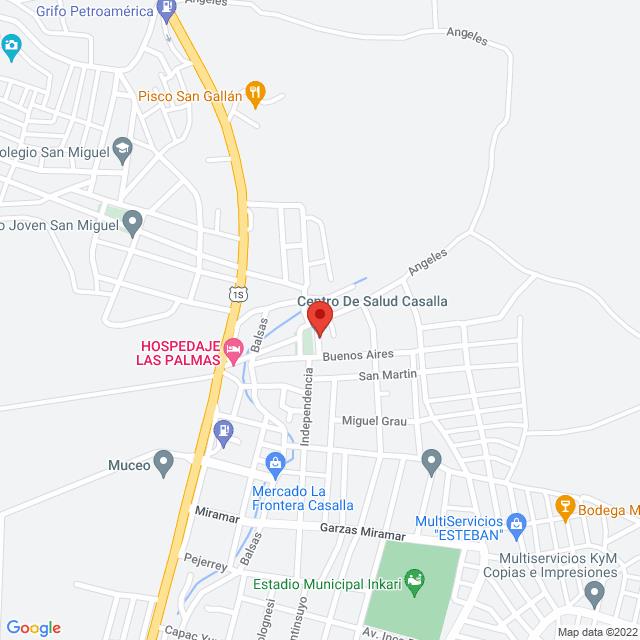 Angeles
Grifo Petroamérica
Angeles
Pisco San Gallán
olegio San Miguel
o Joven San Miguel
Angeles
1S
Centro De Salud Casalla
Balsas
HOSPEDAJE
LAS PALMAS
Buenos Aires
San Martin
Independencia
Miguel Grau
Muceo
Mercado La
Frontera Casalla
Miramar
MultiServicios
"ESTEBAN"
Bodega M
Garzas Miramar
Balsas
Pejerrey
Multiservicios KyM
Copias e Impresiones
Estadio Municipal Inkari
olognesi
ntinsuyo
Capac Yu
Av. Inca
Google
Map data ©2022